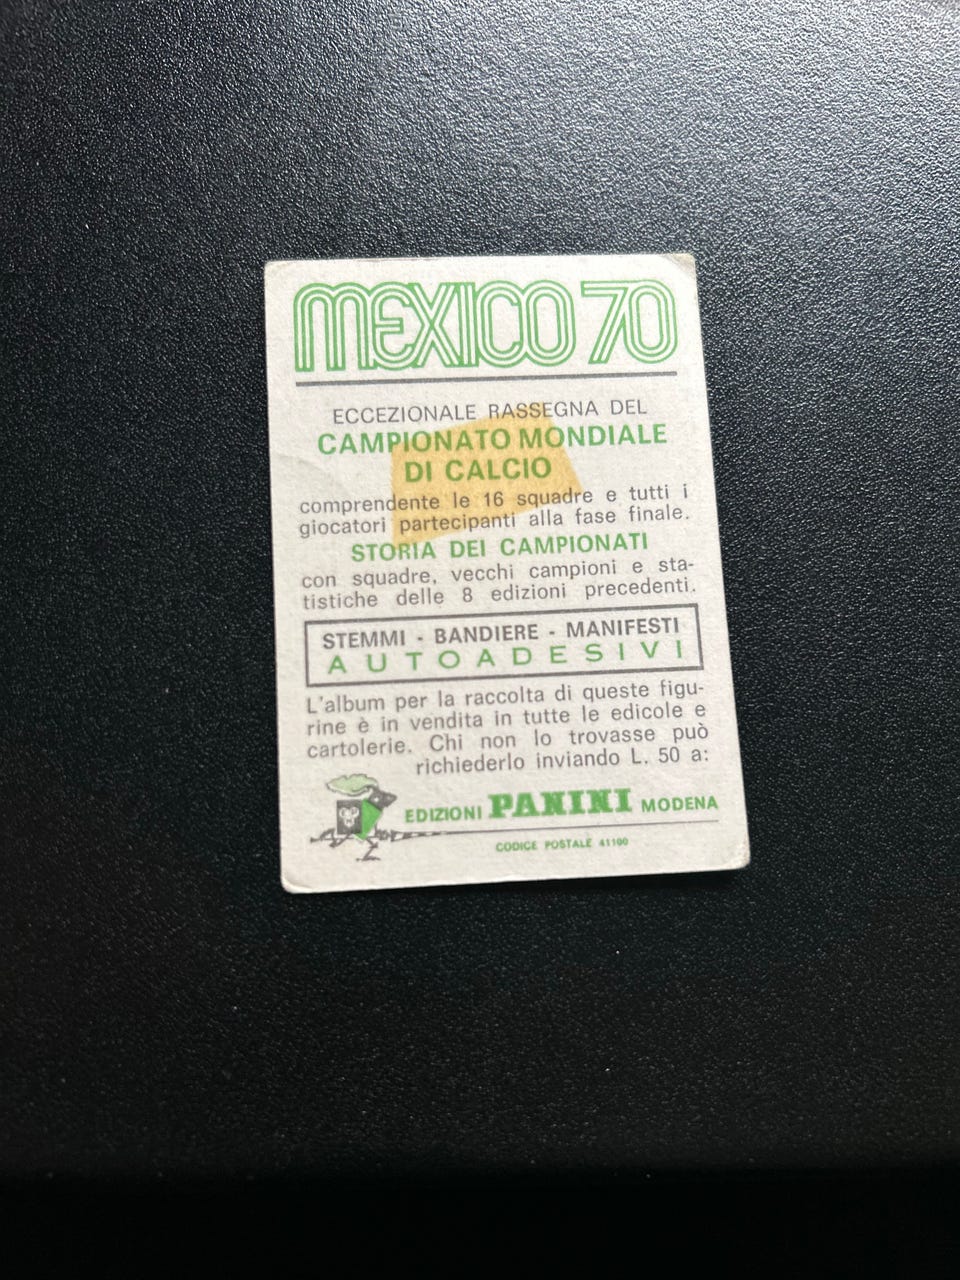 MEXICO 70
ECCEZIONALE RASSEGNA DEL
CAMPIONATO MONDIALE
DI CALCIO
comprendente le 16 squadre e tutti i
giocatori partecipanti alla fase finale.
STORIA DEI CAMPIONATI
con squadre, vecchi campioni e sta-
tistiche delle 8 edizioni precedenti.
STEMMI - BANDIERE - MANIFESTI
AUTOADESIVI
L'album per la raccolta di queste figu-
rine è in vendita in tutte le edicole e
cartolerie. Chi non lo trovasse può
richiederlo inviando L. 50 a:
EDIZIONI PANINI MODENA
CODICE POSTALE 41100